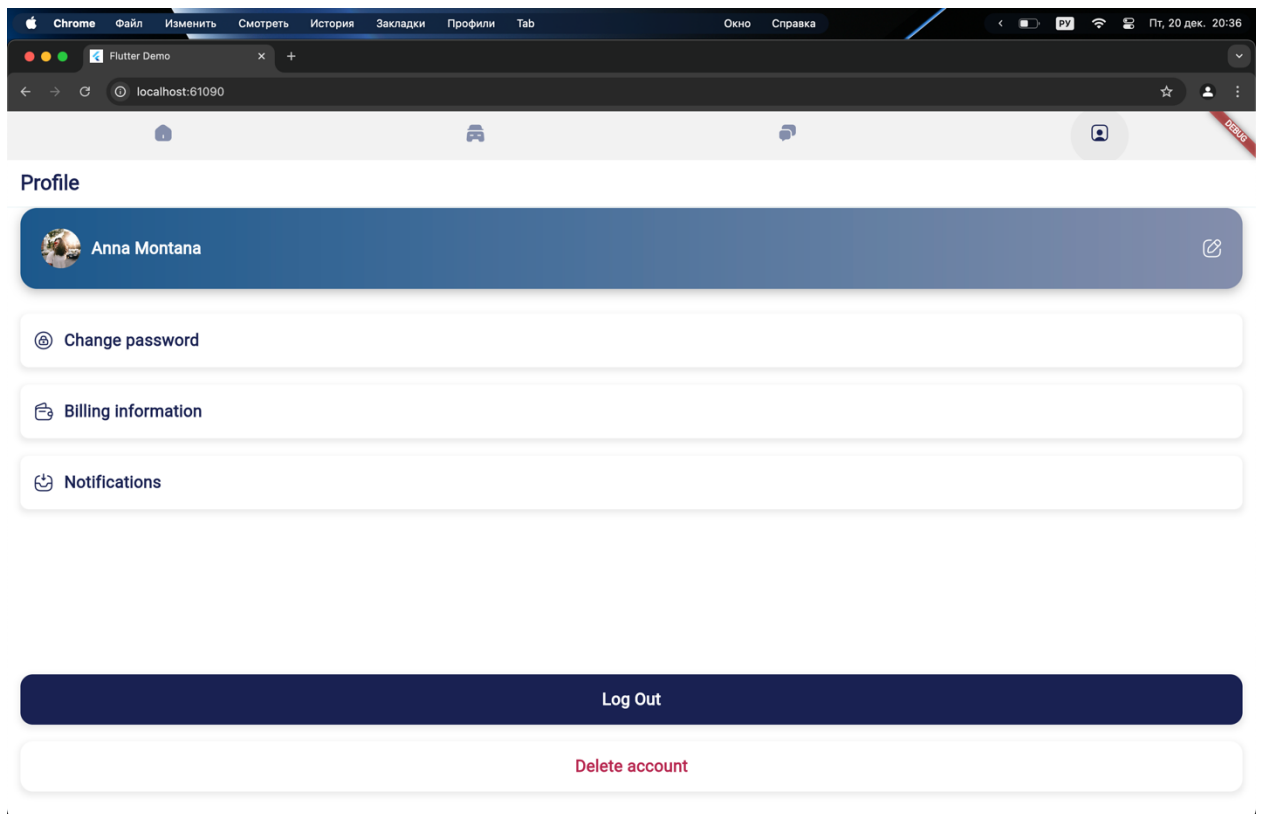 Chrome Файл Изменить Смотреть История Закладки Профили Tab Окно Справка РУ Пт, 20 дек. 20:36
Flutter Demo
localhost:61090
DEBUG
Profile
Anna Montana
Change password
Billing information
Notifications
Log Out
Delete account